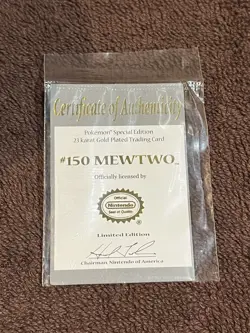 Certificate of Authenticity
Pokémon® Special Edition
23 karat Gold Plated Trading Card
#150 MEWTWO™
Officially licensed by
Official
Nintendo
Seal of Quality
Limited Edition
Chairman, Nintendo of America